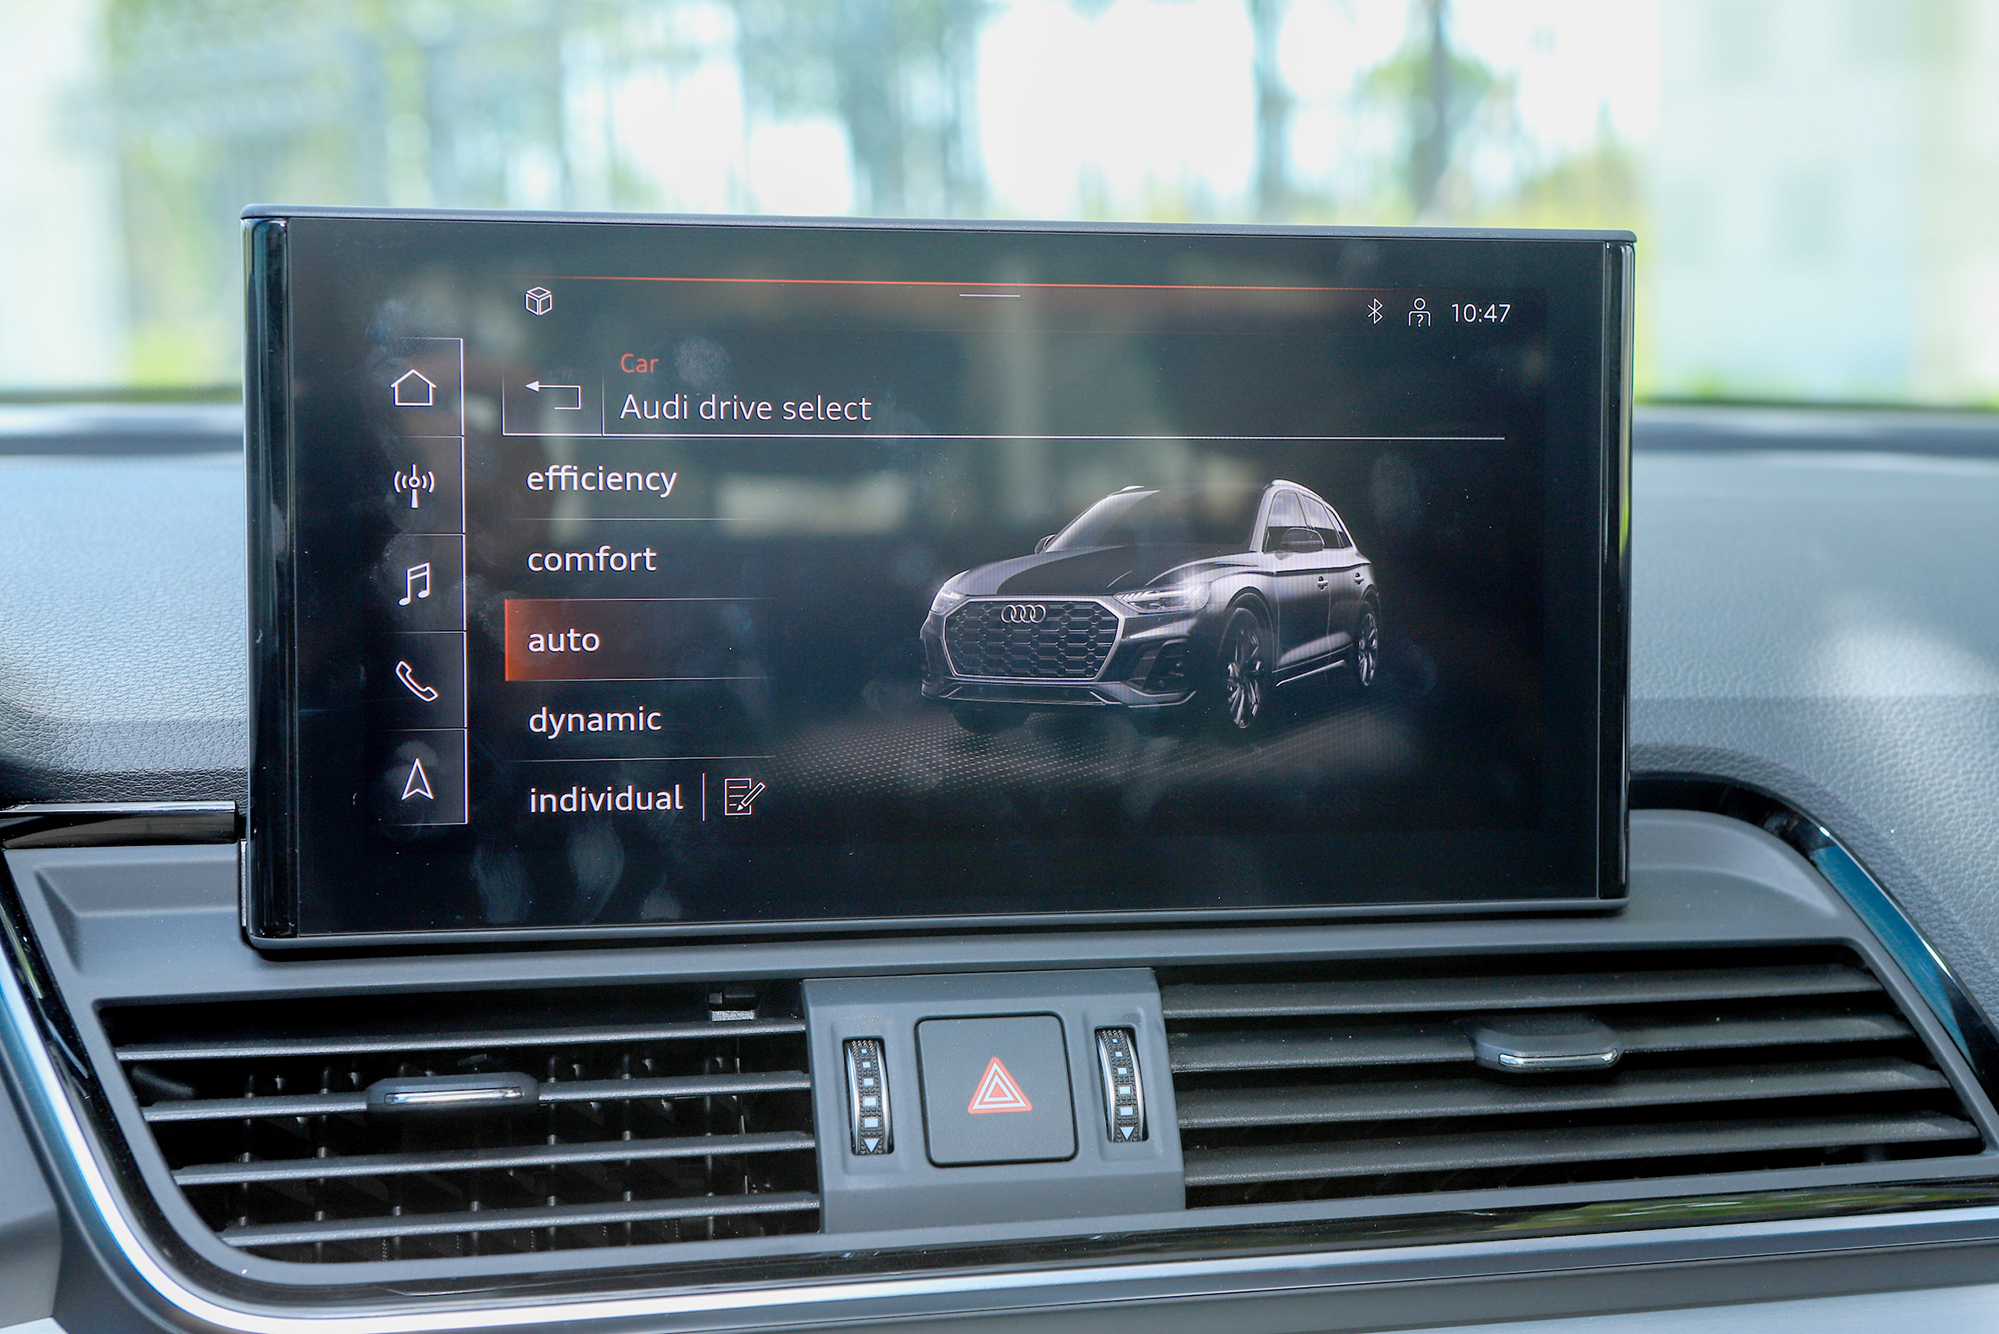 10:47
Car
Audi drive select
efficiency
comfort
auto
dynamic
individual